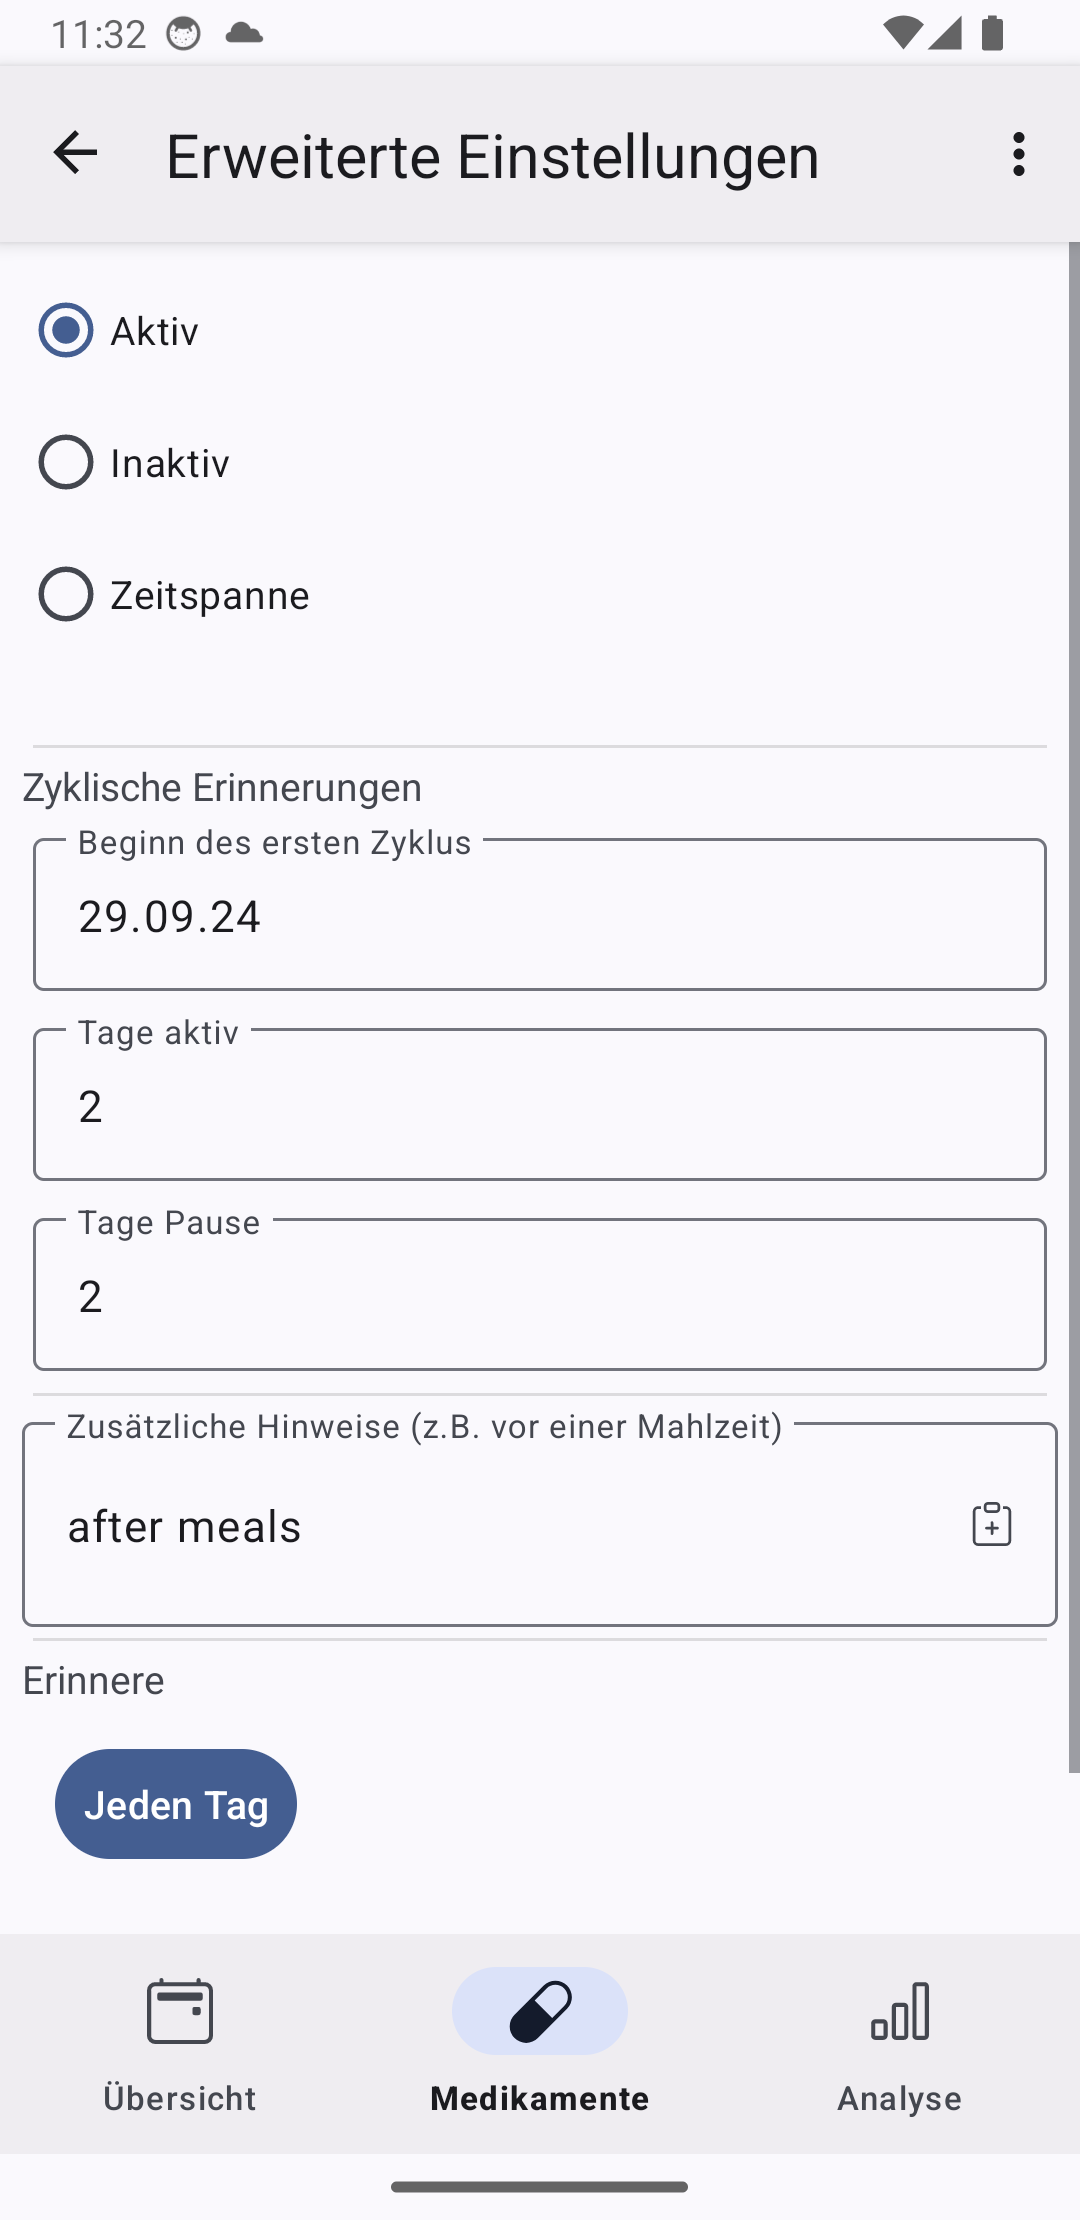 11:32
Erweiterte Einstellungen
Aktiv
Inaktiv
Zeitspanne
Zyklische Erinnerungen
Beginn des ersten Zyklus
29.09.24
Tage aktiv
2
Tage Pause
2
Zusätzliche Hinweise (z.B. vor einer Mahlzeit)
after meals
Erinnere
Jeden Tag
Übersicht
Medikamente
Analyse